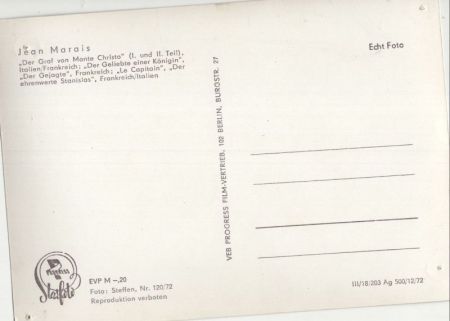 Jean Marais
„Der Graf von Monte Christo" (I. und II. Teil),
Italien/Frankreich; „Der Geliebte einer Königin",
„Der Gejagte", Frankreich; „Le Capitain", „Der
ehrenwerte Stanislas", Frankreich/Italien
Echt Foto
VEB PROGRESS FILM-VERTRIEB, 102 BERLIN, BURGSTR. 27
Progress
Starfoto
EVP M –,20
Foto: Steffen, Nr. 120/72
Reproduktion verboten
III/18/203 Ag 500/12/72